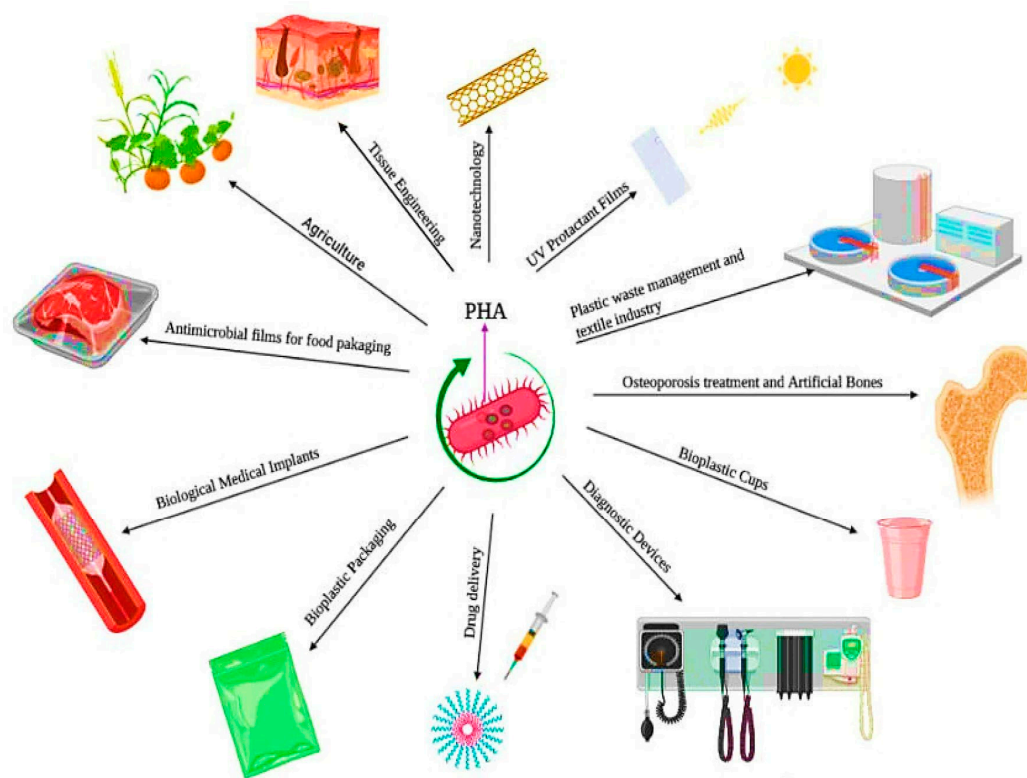 Tissue Engineering
Nanotechnology
UV Protactant Films
Agriculture
Plastic waste management and
textile industry
PHA
Antimicrobial films for food pakaging
Osteoporosis treatment and Artificial Bones
Biological Medical Implants
Bioplastic Cups
Bioplastic Packaging
Drug delivery
Diagnostic Devices